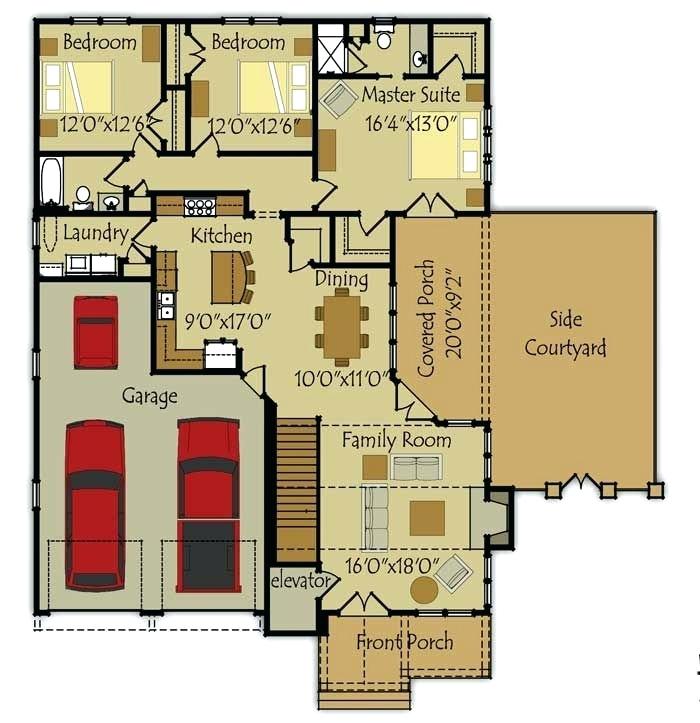 Bedroom
12'0"x12'6"
Bedroom
12'0"x12'6"
Master Suite
16'4"x13'0"
Laundry
Kitchen
9'0"x17'0"
Dining
10'0"x11'0"
Covered Porch
20'0"x9'2"
Side
Courtyard
Garage
Family Room
16'0"x18'0"
elevator
Front Porch